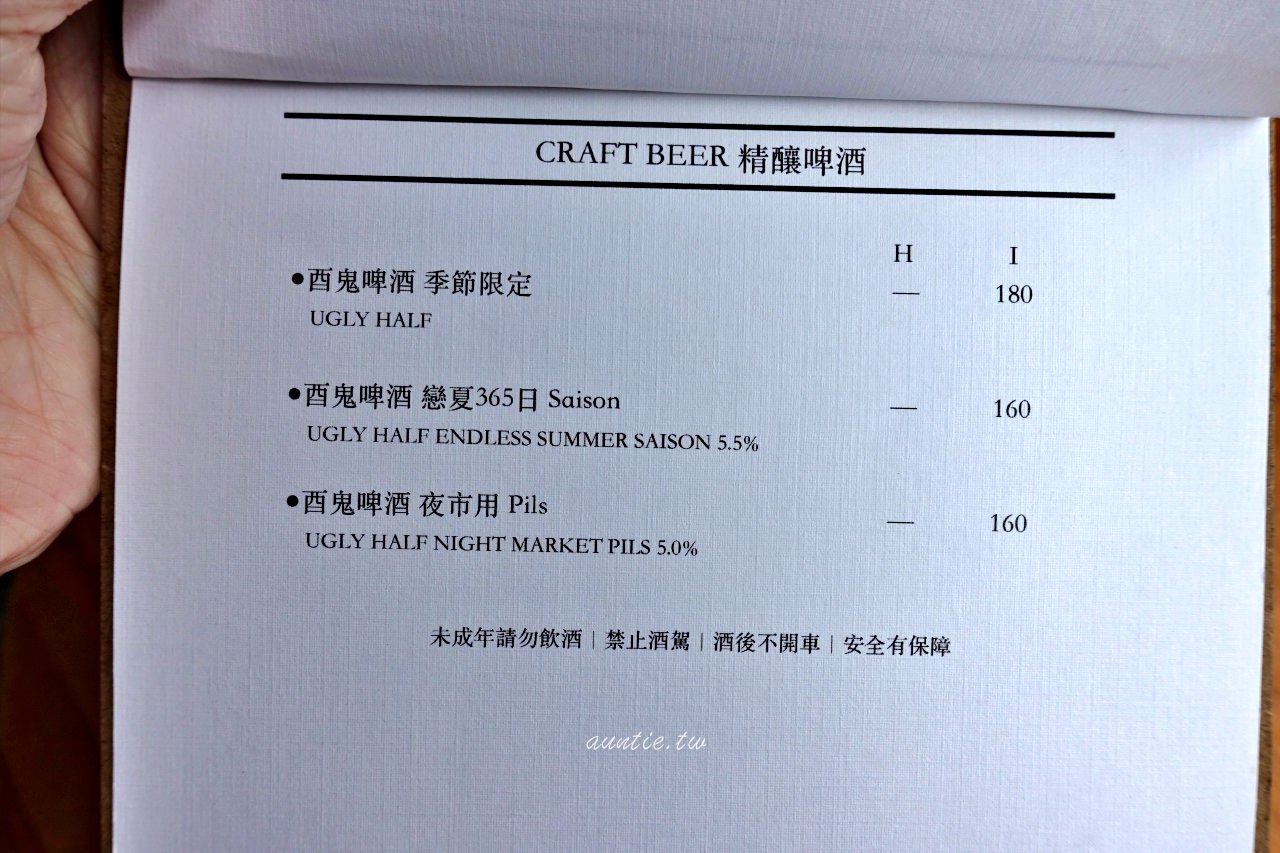 CRAFT BEER 精釀啤酒
H I
●酉鬼啤酒 季節限定 — 180
UGLY HALF
●酉鬼啤酒 戀夏365日 Saison — 160
UGLY HALF ENDLESS SUMMER SAISON 5.5%
●酉鬼啤酒 夜市用 Pils — 160
UGLY HALF NIGHT MARKET PILS 5.0%
未成年請勿飲酒｜禁止酒駕｜酒後不開車｜安全有保障
auntie.tw